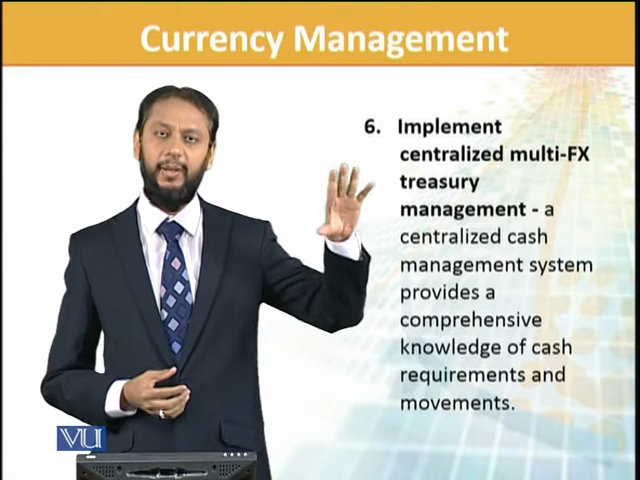 Currency Management
6. Implement
centralized multi-FX
treasury
management - a
centralized cash
management system
provides a
comprehensive
knowledge of cash
requirements and
movements.
VU